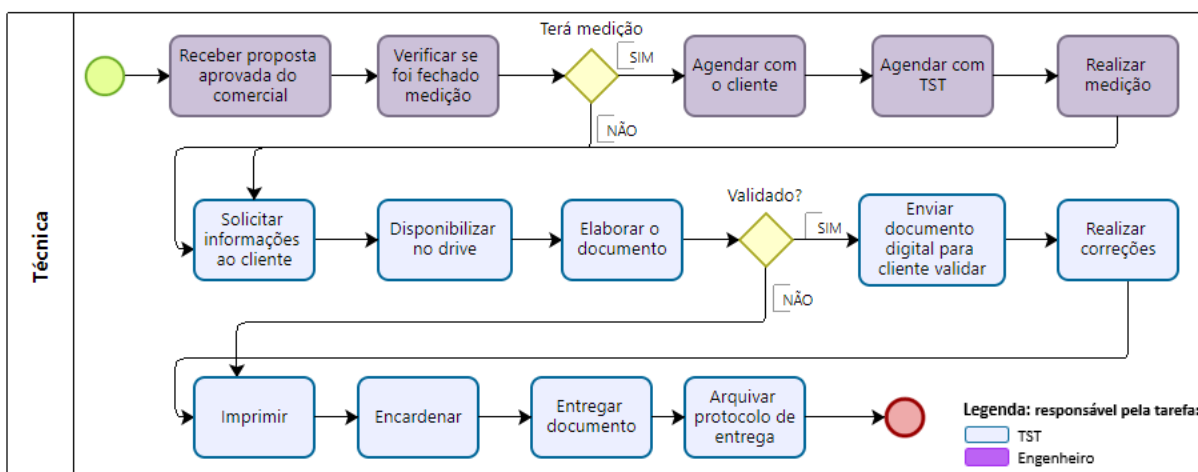 Técnica
Receber proposta
aprovada do
comercial
Verificar se
foi fechado
medição
Terá medição
SIM
NÃO
Agendar com
o cliente
Agendar com
TST
Realizar
medição
Solicitar
informações
ao cliente
Disponibilizar
no drive
Elaborar o
documento
Validado?
SIM
NÃO
Enviar
documento
digital para
cliente validar
Realizar
correções
Imprimir
Encardenar
Entregar
documento
Arquivar
protocolo de
entrega
Legenda: responsável pela tarefa:
TST
Engenheiro